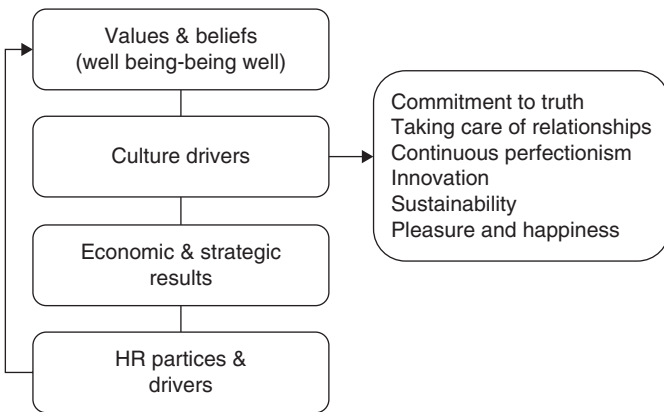 Values & beliefs
(well being-being well)
Culture drivers
Economic & strategic
results
HR partices &
drivers
Commitment to truth
Taking care of relationships
Continuous perfectionism
Innovation
Sustainability
Pleasure and happiness